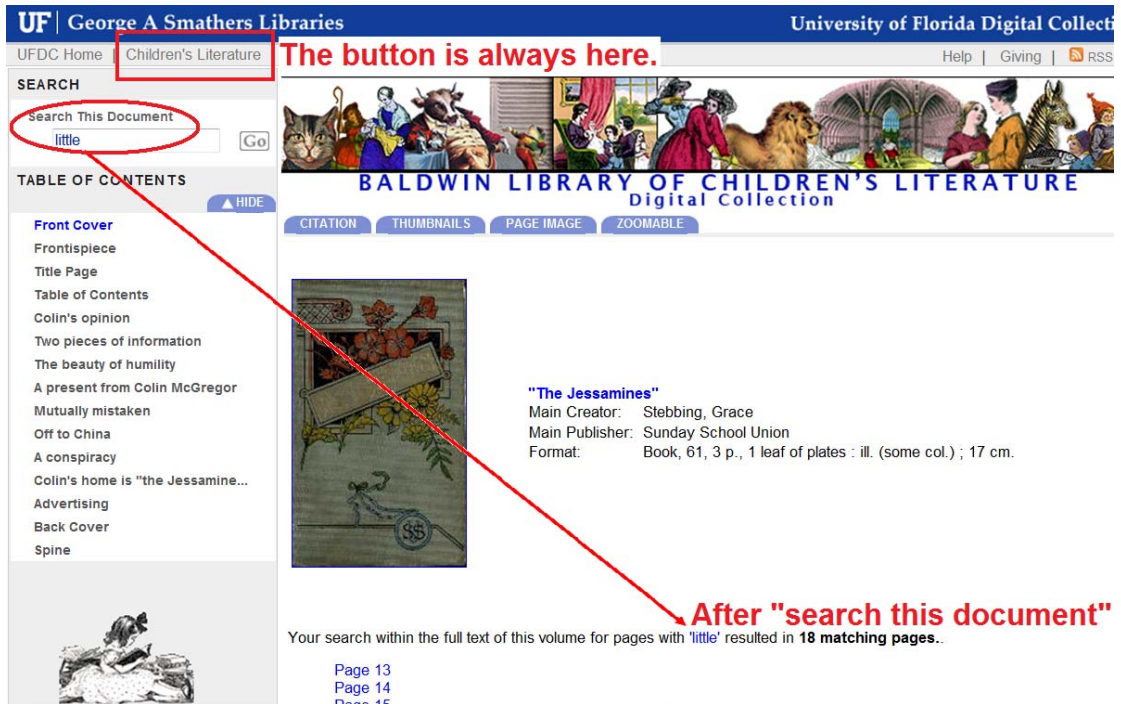 UF | George A Smathers Libraries
University of Florida Digital Collecti
UFDC Home | Children's Literature
The button is always here.
Help | Giving | RSS
SEARCH
Search This Document
little
Go
TABLE OF CONTENTS
▲ HIDE
Front Cover
Frontispiece
Title Page
Table of Contents
Colin's opinion
Two pieces of information
The beauty of humility
A present from Colin McGregor
Mutually mistaken
Off to China
A conspiracy
Colin's home is "the Jessamine...
Advertising
Back Cover
Spine
BALDWIN LIBRARY OF CHILDREN'S LITERATURE
Digital Collection
CITATION THUMBNAILS PAGE IMAGE ZOOMABLE
"The Jessamines"
Main Creator: Stebbing, Grace
Main Publisher: Sunday School Union
Format: Book, 61, 3 p., 1 leaf of plates : ill. (some col.) ; 17 cm.
After "search this document"
Your search within the full text of this volume for pages with 'little' resulted in 18 matching pages..
Page 13
Page 14
Page 15